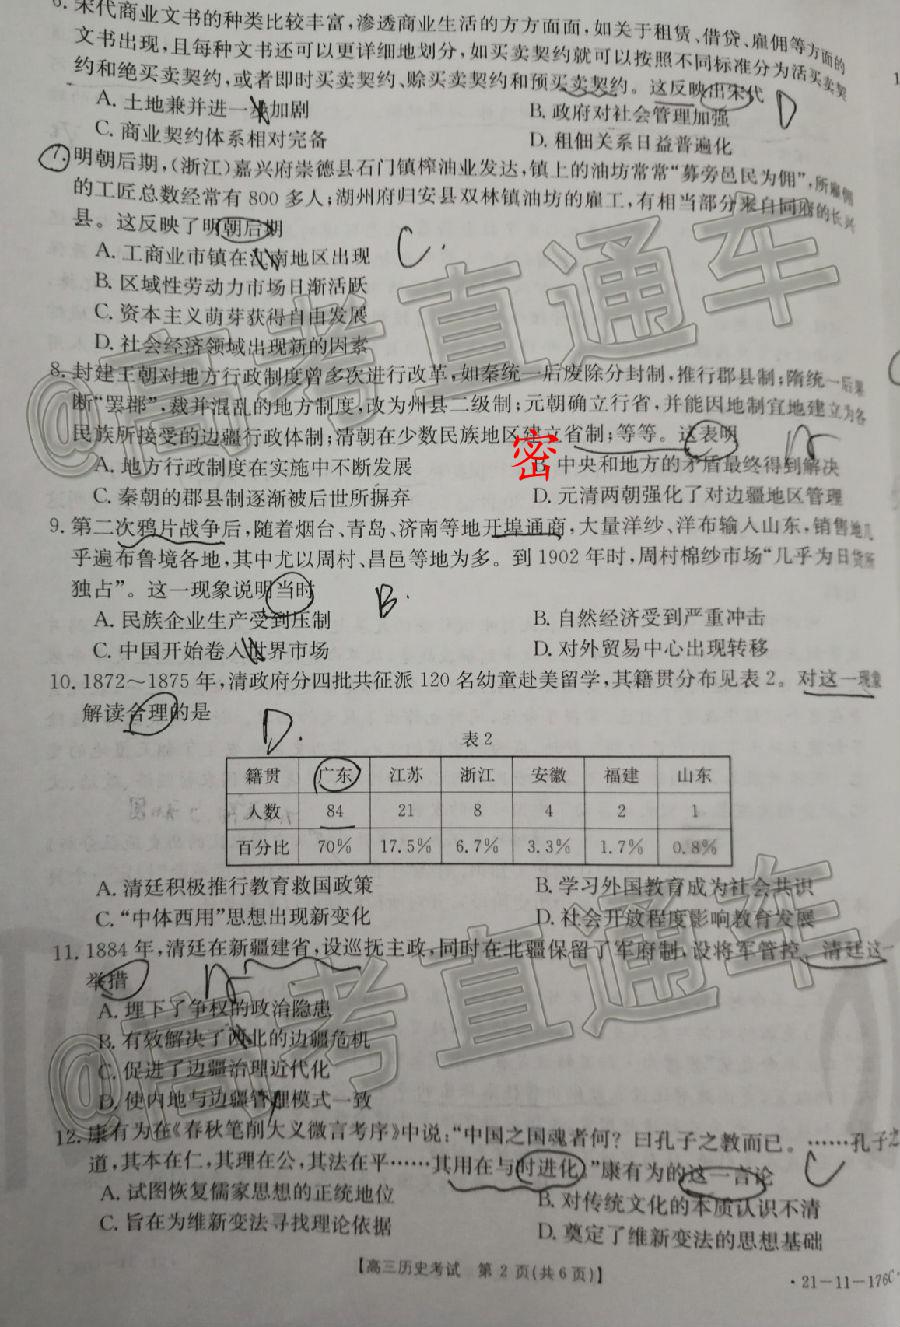 6. 宋代商业文书的种类比较丰富,渗透商业生活的方方面面,如关于租赁、借贷、雇佣等方面的
文书出现,且每种文书还可以更详细地划分,如买卖契约就可以按照不同标准分为活买卖契
约和绝买卖契约,或者即时买卖契约、赊买卖契约和预买卖契约。这反映出宋代
A. 土地兼并进一步加剧
B. 政府对社会管理加强
D
C. 商业契约体系相对完备
D. 租佃关系日益普遍化
7. 明朝后期,(浙江)嘉兴府崇德县石门镇榨油业发达,镇上的油坊常常“募旁邑民为佣”,所雇佣
的工匠总数经常有 800 多人;湖州府归安县双林镇油坊的雇工,有相当部分来自同府的长兴
县。这反映了明朝后期
A. 工商业市镇在江南地区出现
C.
B. 区域性劳动力市场日渐活跃
C. 资本主义萌芽获得自由发展
D. 社会经济领域出现新的因素
8. 封建王朝对地方行政制度曾多次进行改革,如秦统一后废除分封制,推行郡县制;隋统一后果
断“罢郡”,裁并混乱的地方制度,改为州县二级制;元朝确立行省,并能因地制宜地建立为各
民族所接受的边疆行政体制;清朝在少数民族地区建立省制;等等。这表明
A. 地方行政制度在实施中不断发展
密
B. 中央和地方的矛盾最终得到解决
C. 秦朝的郡县制逐渐被后世所摒弃
D. 元清两朝强化了对边疆地区管理
9. 第二次鸦片战争后,随着烟台、青岛、济南等地开埠通商,大量洋纱、洋布输入山东,销售地几
乎遍布鲁境各地,其中尤以周村、昌邑等地为多。到 1902 年时,周村棉纱市场“几乎为日货所
独占”。这一现象说明当时
B.
A. 民族企业生产受到压制
B. 自然经济受到严重冲击
C. 中国开始卷入世界市场
D. 对外贸易中心出现转移
10. 1872~1875 年,清政府分四批共征派 120 名幼童赴美留学,其籍贯分布见表 2。对这一现象
解读合理的是
D.
表 2
籍贯 广东 江苏 浙江 安徽 福建 山东
人数 84 21 8 4 2 1
百分比 70% 17.5% 6.7% 3.3% 1.7% 0.8%
A. 清廷积极推行教育救国政策
B. 学习外国教育成为社会共识
C. “中体西用”思想出现新变化
D. 社会开放程度影响教育发展
11. 1884 年,清廷在新疆建省,设巡抚主政,同时在北疆保留了军府制,设将军管控。清廷这一
举措
A. 埋下了争权的政治隐患
B. 有效解决了西北的边疆危机
C. 促进了边疆治理近代化
D. 使内地与边疆管理模式一致
12. 康有为在《春秋笔削大义微言考序》中说:“中国之国魂者何?曰孔子之教而已。……孔子之
道,其本在仁,其理在公,其法在平……其用在与时进化。”康有为的这一言论
C
A. 试图恢复儒家思想的正统地位
B. 对传统文化的本质认识不清
C. 旨在为维新变法寻找理论依据
D. 奠定了维新变法的思想基础
【高三历史考试 第 2 页(共 6 页)】
·21-11-176C·
@高考直通车
@高考直通车